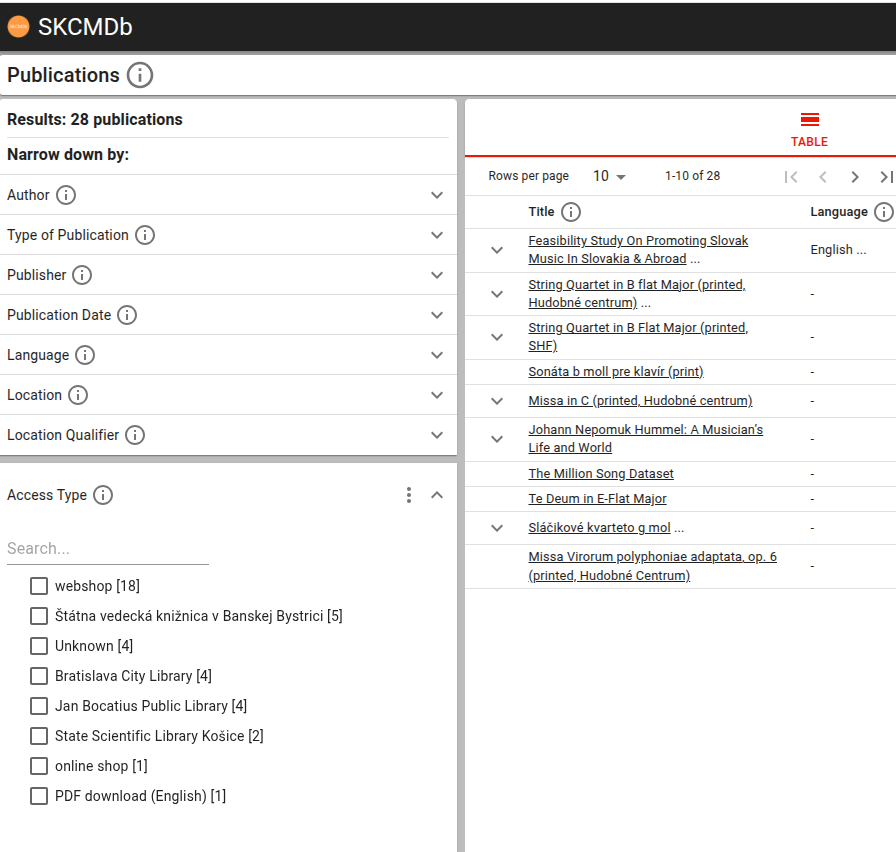 SKCMDb
Publications
Results: 28 publications
Narrow down by:
Author
Type of Publication
Publisher
Publication Date
Language
Location
Location Qualifier
Access Type
Search...
webshop [18]
Štátna vedecká knižnica v Banskej Bystrici [5]
Unknown [4]
Bratislava City Library [4]
Jan Bocatius Public Library [4]
State Scientific Library Košice [2]
online shop [1]
PDF download (English) [1]
TABLE
Rows per page 10 1-10 of 28
Title Language
Feasibility Study On Promoting Slovak
Music In Slovakia & Abroad ...
English ...
String Quartet in B flat Major (printed,
Hudobné centrum) ...
-
String Quartet in B Flat Major (printed,
SHF)
-
Sonáta b moll pre klavír (print) -
Missa in C (printed, Hudobné centrum) -
Johann Nepomuk Hummel: A Musician's
Life and World
-
The Million Song Dataset -
Te Deum in E-Flat Major -
Sláčikové kvarteto g mol ... -
Missa Virorum polyphoniae adaptata, op. 6
(printed, Hudobné Centrum)
-